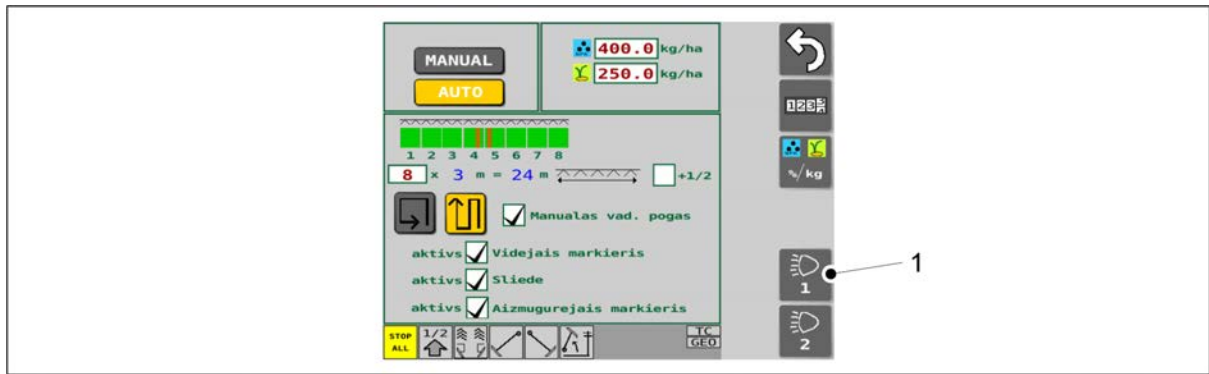 MANUAL
AUTO
400.0 kg/ha
250.0 kg/ha
1 2 3 4 5 6 7 8
8 x 3 m = 24 m +1/2
Manualas vad. pogas
aktivs Videjais markieris
aktivs Sliede
aktivs Aizmugurejais markieris
STOP
ALL
1/2
TC
GEO
%/kg
1
2
1